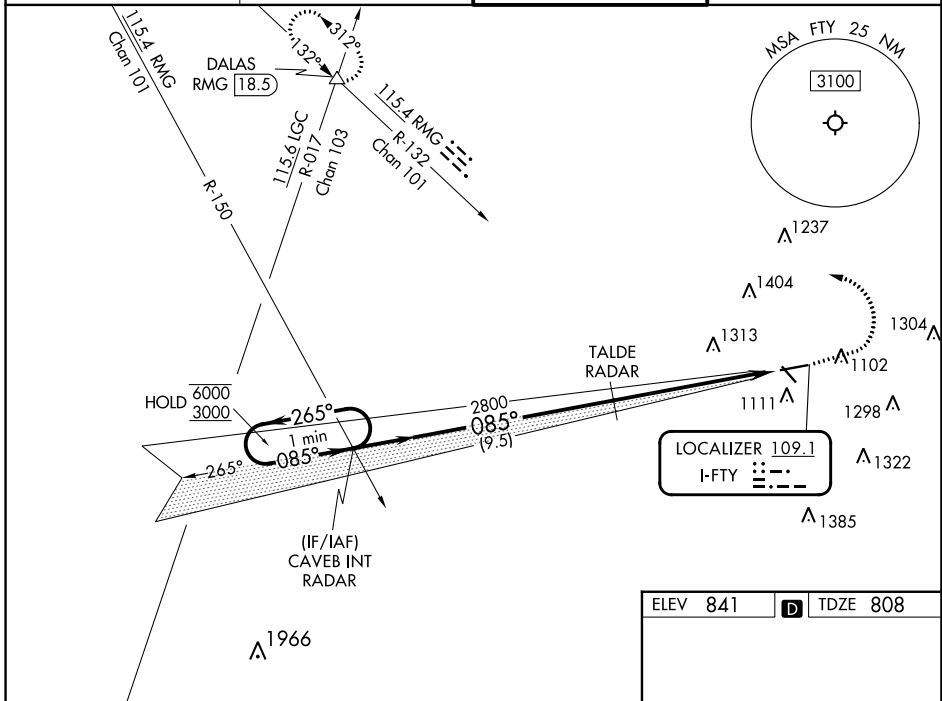 115.4 RMG
Chan 101
DALAS
RMG 18.5
132°
312°
115.6 LGC
R-017
Chan 103
115.4 RMG
R-132
Chan 101
R-150
MSA FTY 25 NM
3100
1237
1404
1313
1304
1102
1111
1298
1322
1385
TALDE
RADAR
HOLD 6000
3000
265°
1 min
085°
265°
2800
085°
(9.5)
LOCALIZER 109.1
I-FTY
(IF/IAF)
CAVEB INT
RADAR
1966
ELEV 841 D TDZE 808